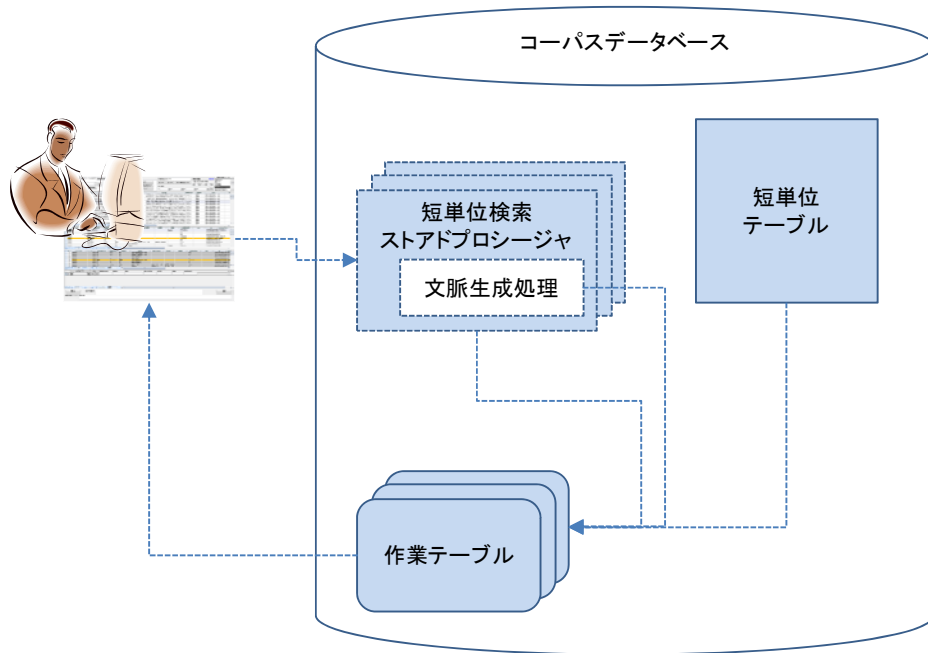 コーパスデータベース
短単位検索
ストアドプロシージャ
文脈生成処理
短単位
テーブル
作業テーブル